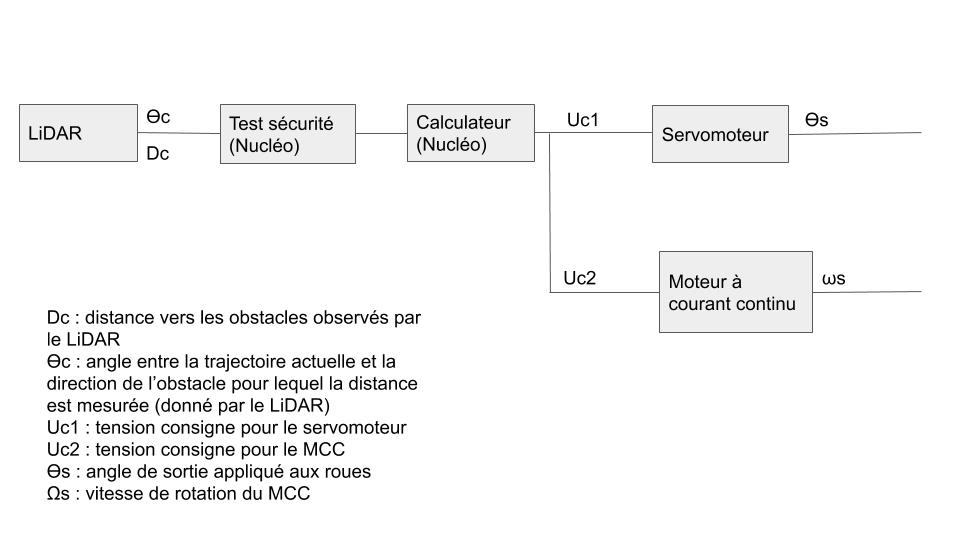 LiDAR
Ɵc
Dc
Test sécurité
(Nucléo)
Calculateur
(Nucléo)
Uc1
Servomoteur
Ɵs
Uc2
Moteur à
courant continu
ωs
Dc : distance vers les obstacles observés par
le LiDAR
Ɵc : angle entre la trajectoire actuelle et la
direction de l’obstacle pour lequel la distance
est mesurée (donné par le LiDAR)
Uc1 : tension consigne pour le servomoteur
Uc2 : tension consigne pour le MCC
Ɵs : angle de sortie appliqué aux roues
Ωs : vitesse de rotation du MCC